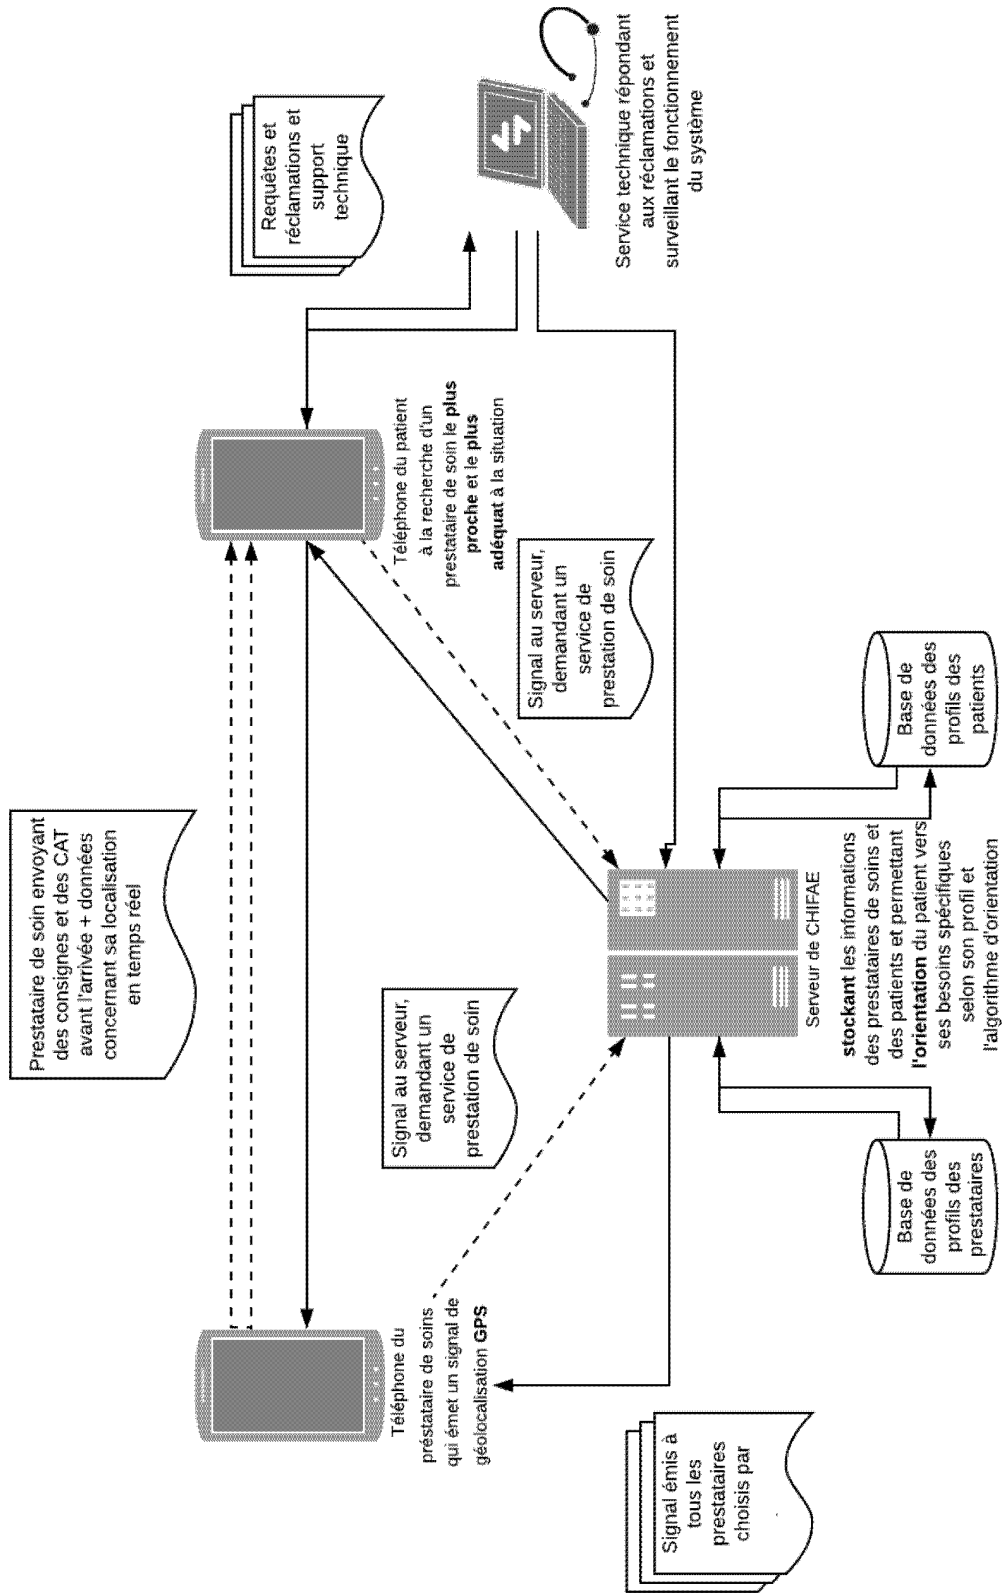 Prestataire de soin envoyant
des consignes et des CAT
avant l'arrivée + données
concernant sa localisation
en temps réel
Requêtes et
réclamations et
support
technique
Téléphone du
préstataire de soins
qui émet un signal de
géolocalisation GPS
Signal au serveur,
demandant un
service de
prestation de soin
Téléphone du patient
à la recherche d'un
prestataire de soin le plus
proche et le plus
adéquat à la situation
Signal au serveur,
demandant un
service de
prestation de soin
Service technique répondant
aux réclamations et
surveillant le fonctionnement
du système
Signal émis à
tous les
prestataires
choisis par
Serveur de CHIFAE
stockant les informations
des prestataires de soins et
des patients et permettant
l'orientation du patient vers
ses besoins spécifiques
selon son profil et
l'algorithme d'orientation
Base de
données des
profils des
prestataires
Base de
données des
profils des
patients